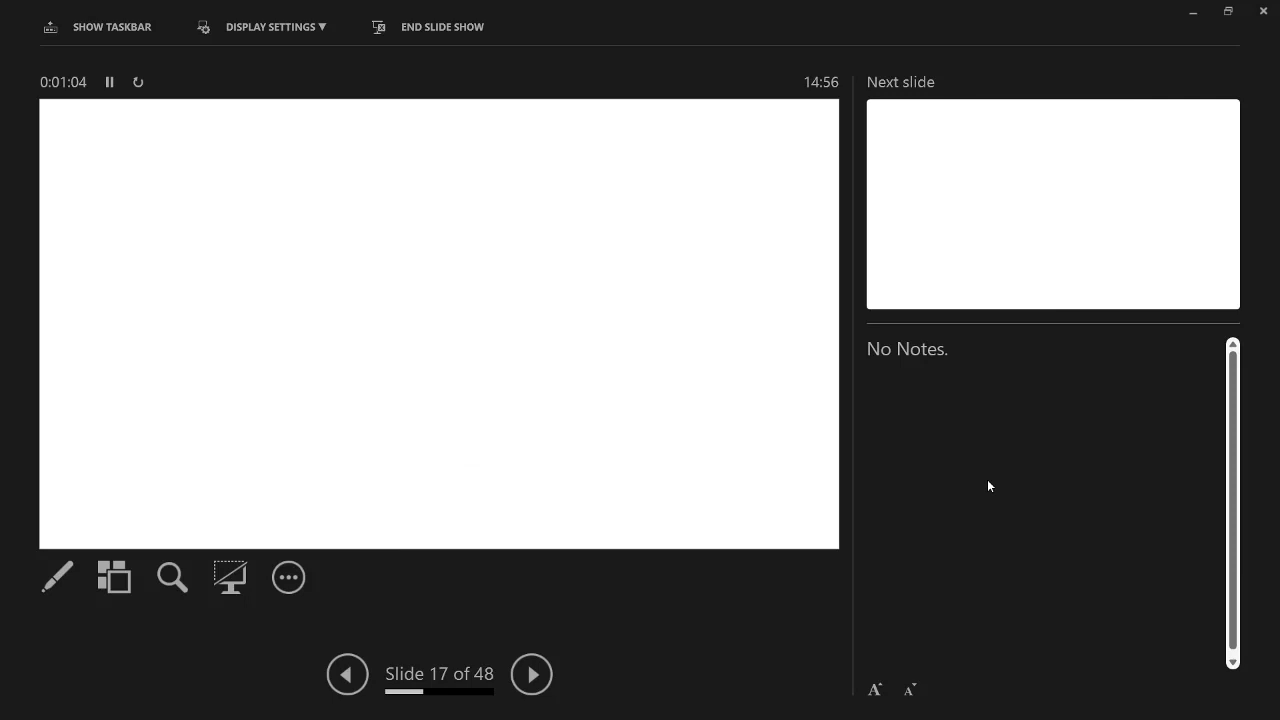 SHOW TASKBAR
DISPLAY SETTINGS ▼
END SLIDE SHOW
0:01:04
14:56
Next slide
No Notes.
Slide 17 of 48
A A